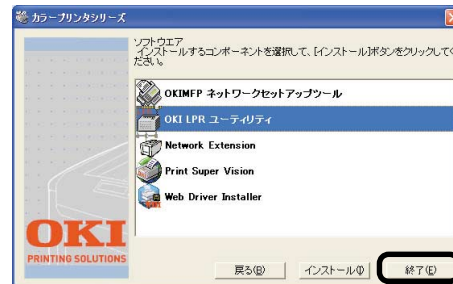 カラープリンタシリーズ
ソフトウエア
インストールするコンポーネントを選択して、[インストール]ボタンをクリックしてく
ださい。
OKIMFP ネットワークセットアップツール
OKI LPR ユーティリティ
Network Extension
Print Super Vision
Web Driver Installer
OKI
PRINTING SOLUTIONS
戻る(B)
インストール(I)
終了(E)